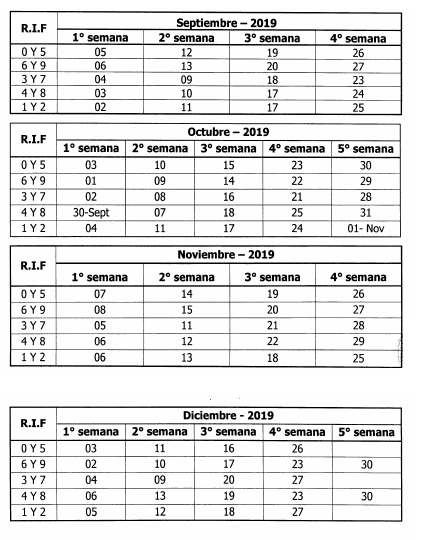 R.I.F Septiembre – 2019
1° semana 2° semana 3° semana 4° semana
0 Y 5 05 12 19 26
6 Y 9 06 13 20 27
3 Y 7 04 09 18 23
4 Y 8 03 10 17 24
1 Y 2 02 11 17 25
R.I.F Octubre – 2019
1° semana 2° semana 3° semana 4° semana 5° semana
0 Y 5 03 10 15 23 30
6 Y 9 01 09 14 22 29
3 Y 7 02 08 16 21 28
4 Y 8 30-Sept 07 18 25 31
1 Y 2 04 11 17 24 01- Nov
R.I.F Noviembre – 2019
1° semana 2° semana 3° semana 4° semana
0 Y 5 07 14 19 26
6 Y 9 08 15 20 27
3 Y 7 05 11 21 28
4 Y 8 06 12 22 29
1 Y 2 06 13 18 25
R.I.F Diciembre - 2019
1° semana 2° semana 3° semana 4° semana 5° semana
0 Y 5 03 11 16 26
6 Y 9 02 10 17 23 30
3 Y 7 04 09 20 27
4 Y 8 06 13 19 23 30
1 Y 2 05 12 18 27